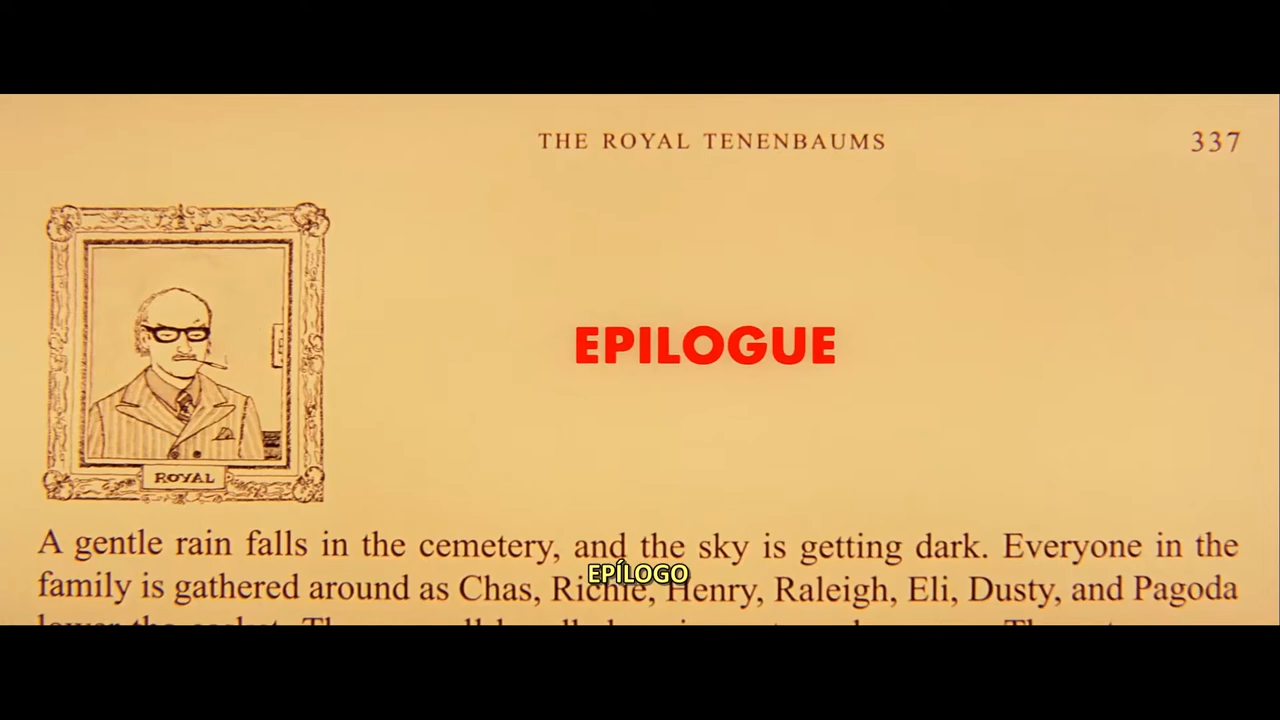 THE ROYAL TENENBAUMS 337
EPILOGUE
ROYAL
A gentle rain falls in the cemetery, and the sky is getting dark. Everyone in the
EPÍLOGO
family is gathered around as Chas, Richie, Henry, Raleigh, Eli, Dusty, and Pagoda